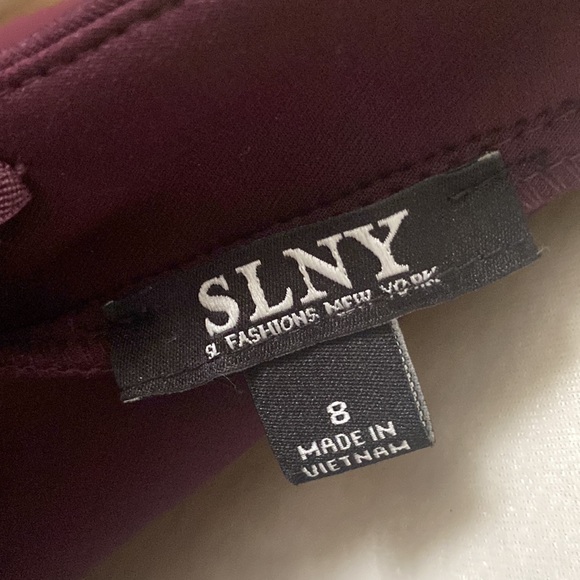 SLNY
SL FASHIONS NEW YORK
8
MADE IN
VIETNAM